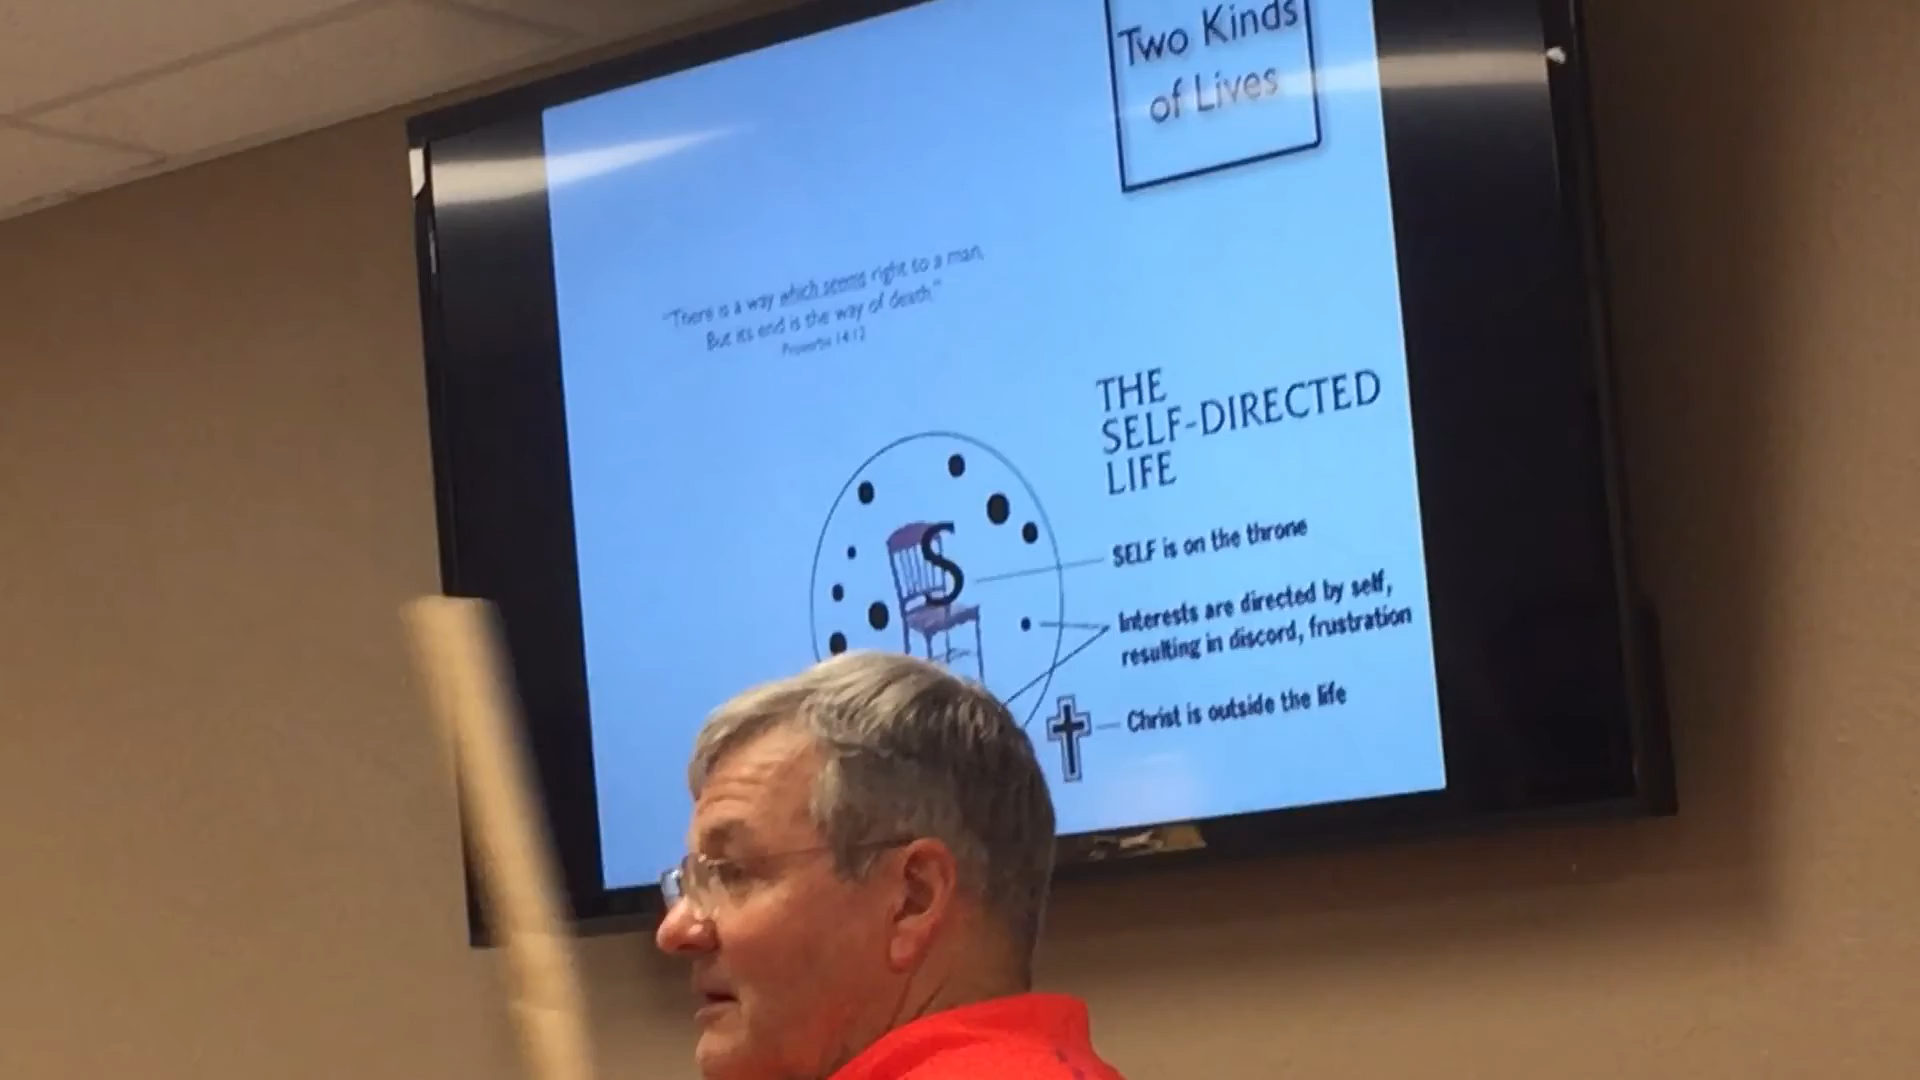 Two Kinds
of Lives
"There is a way which seems right to a man,
But its end is the way of death."
Proverbs 14:12
THE
SELF-DIRECTED
LIFE
S
SELF is on the throne
Interests are directed by self,
resulting in discord, frustration
Christ is outside the life